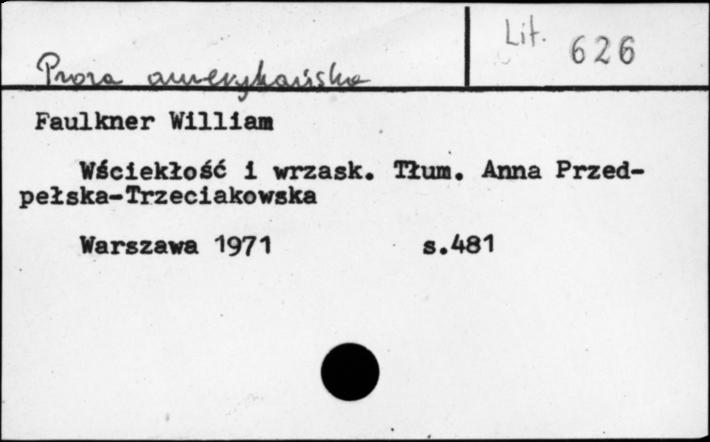 Lit. 626
Proza amerykańska
Faulkner William
Wściekłość i wrzask. Tłum. Anna Przed-
pełska-Trzeciakowska
Warszawa 1971 s.481